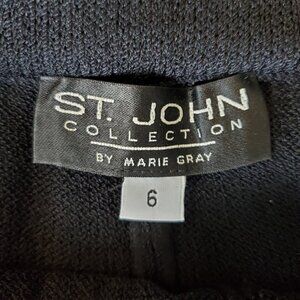 ST. JOHN
COLLECTION
BY MARIE GRAY
6